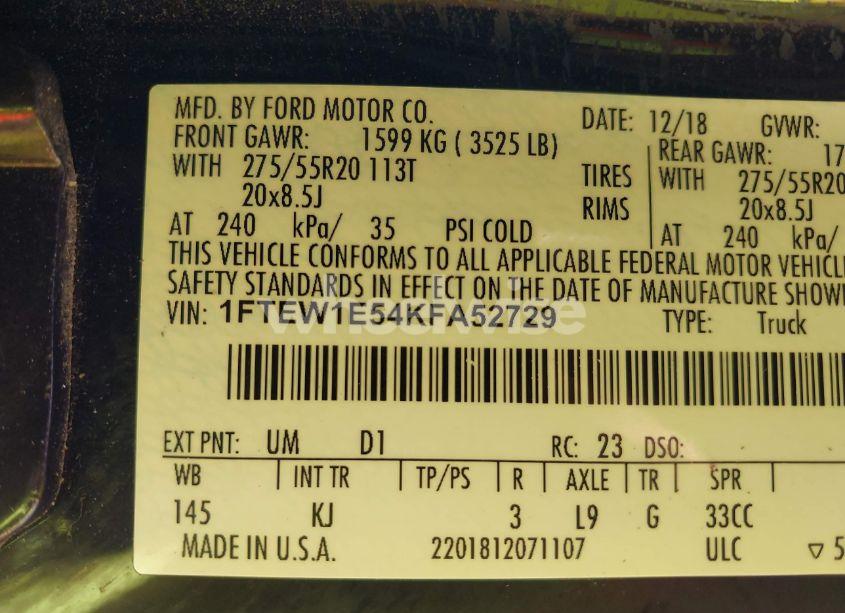 MFD. BY FORD MOTOR CO.
DATE: 12/18 GVWR:
FRONT GAWR: 1599 KG ( 3525 LB)
REAR GAWR: 17
WITH 275/55R20 113T TIRES
WITH 275/55R20
20x8.5J RIMS
20x8.5J
AT 240 kPa/ 35 PSI COLD
AT 240 kPa/
THIS VEHICLE CONFORMS TO ALL APPLICABLE FEDERAL MOTOR VEHICLE
SAFETY STANDARDS IN EFFECT ON THE DATE OF MANUFACTURE SHOWN
VIN: 1FTEW1E54KFA52729 TYPE: Truck
EXT PNT: UM D1 RC: 23 DSO:
WB INT TR TP/PS R AXLE TR SPR
145 KJ 3 L9 G 33CC
MADE IN U.S.A. 2201812071107 ULC ▽5